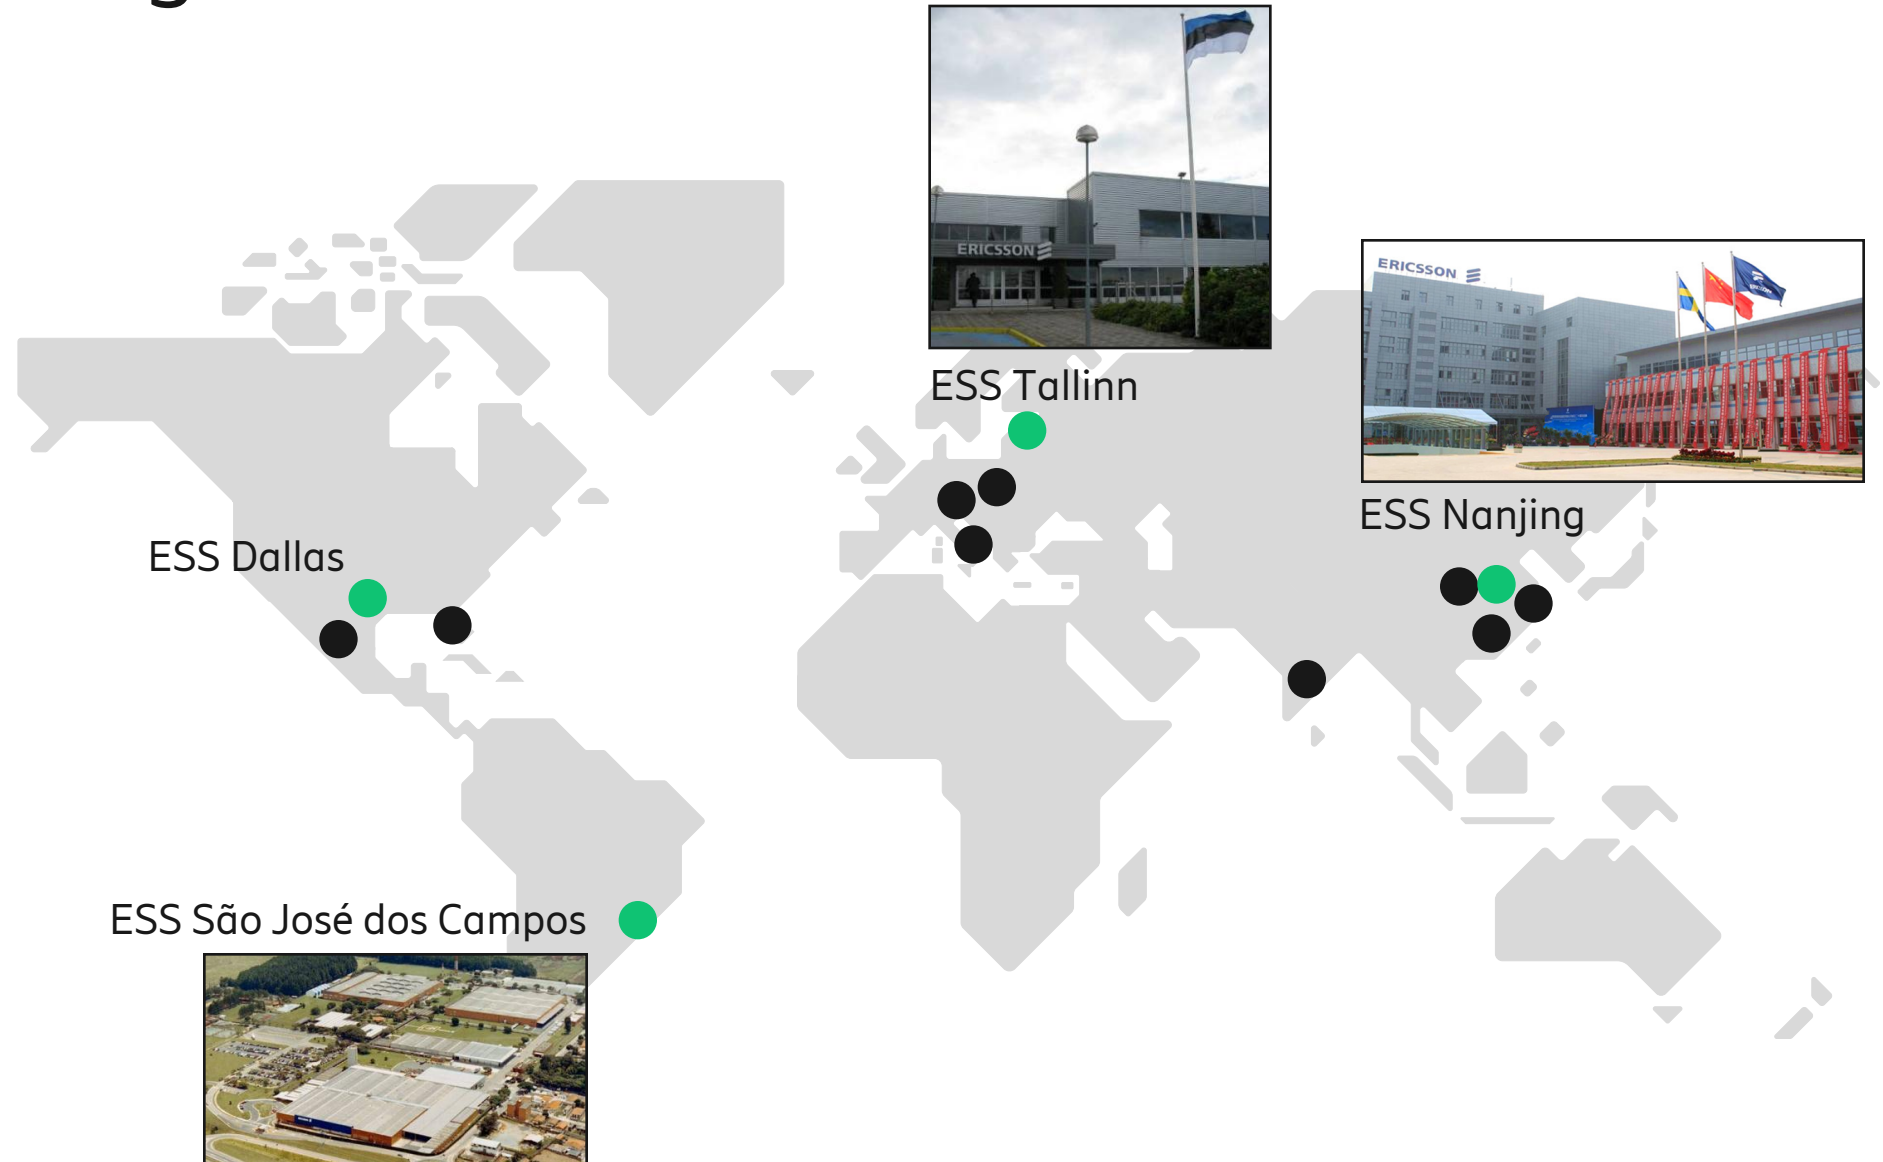 ERICSSON
ESS Tallinn
ERICSSON
ESS Nanjing
ESS Dallas
ESS São José dos Campos